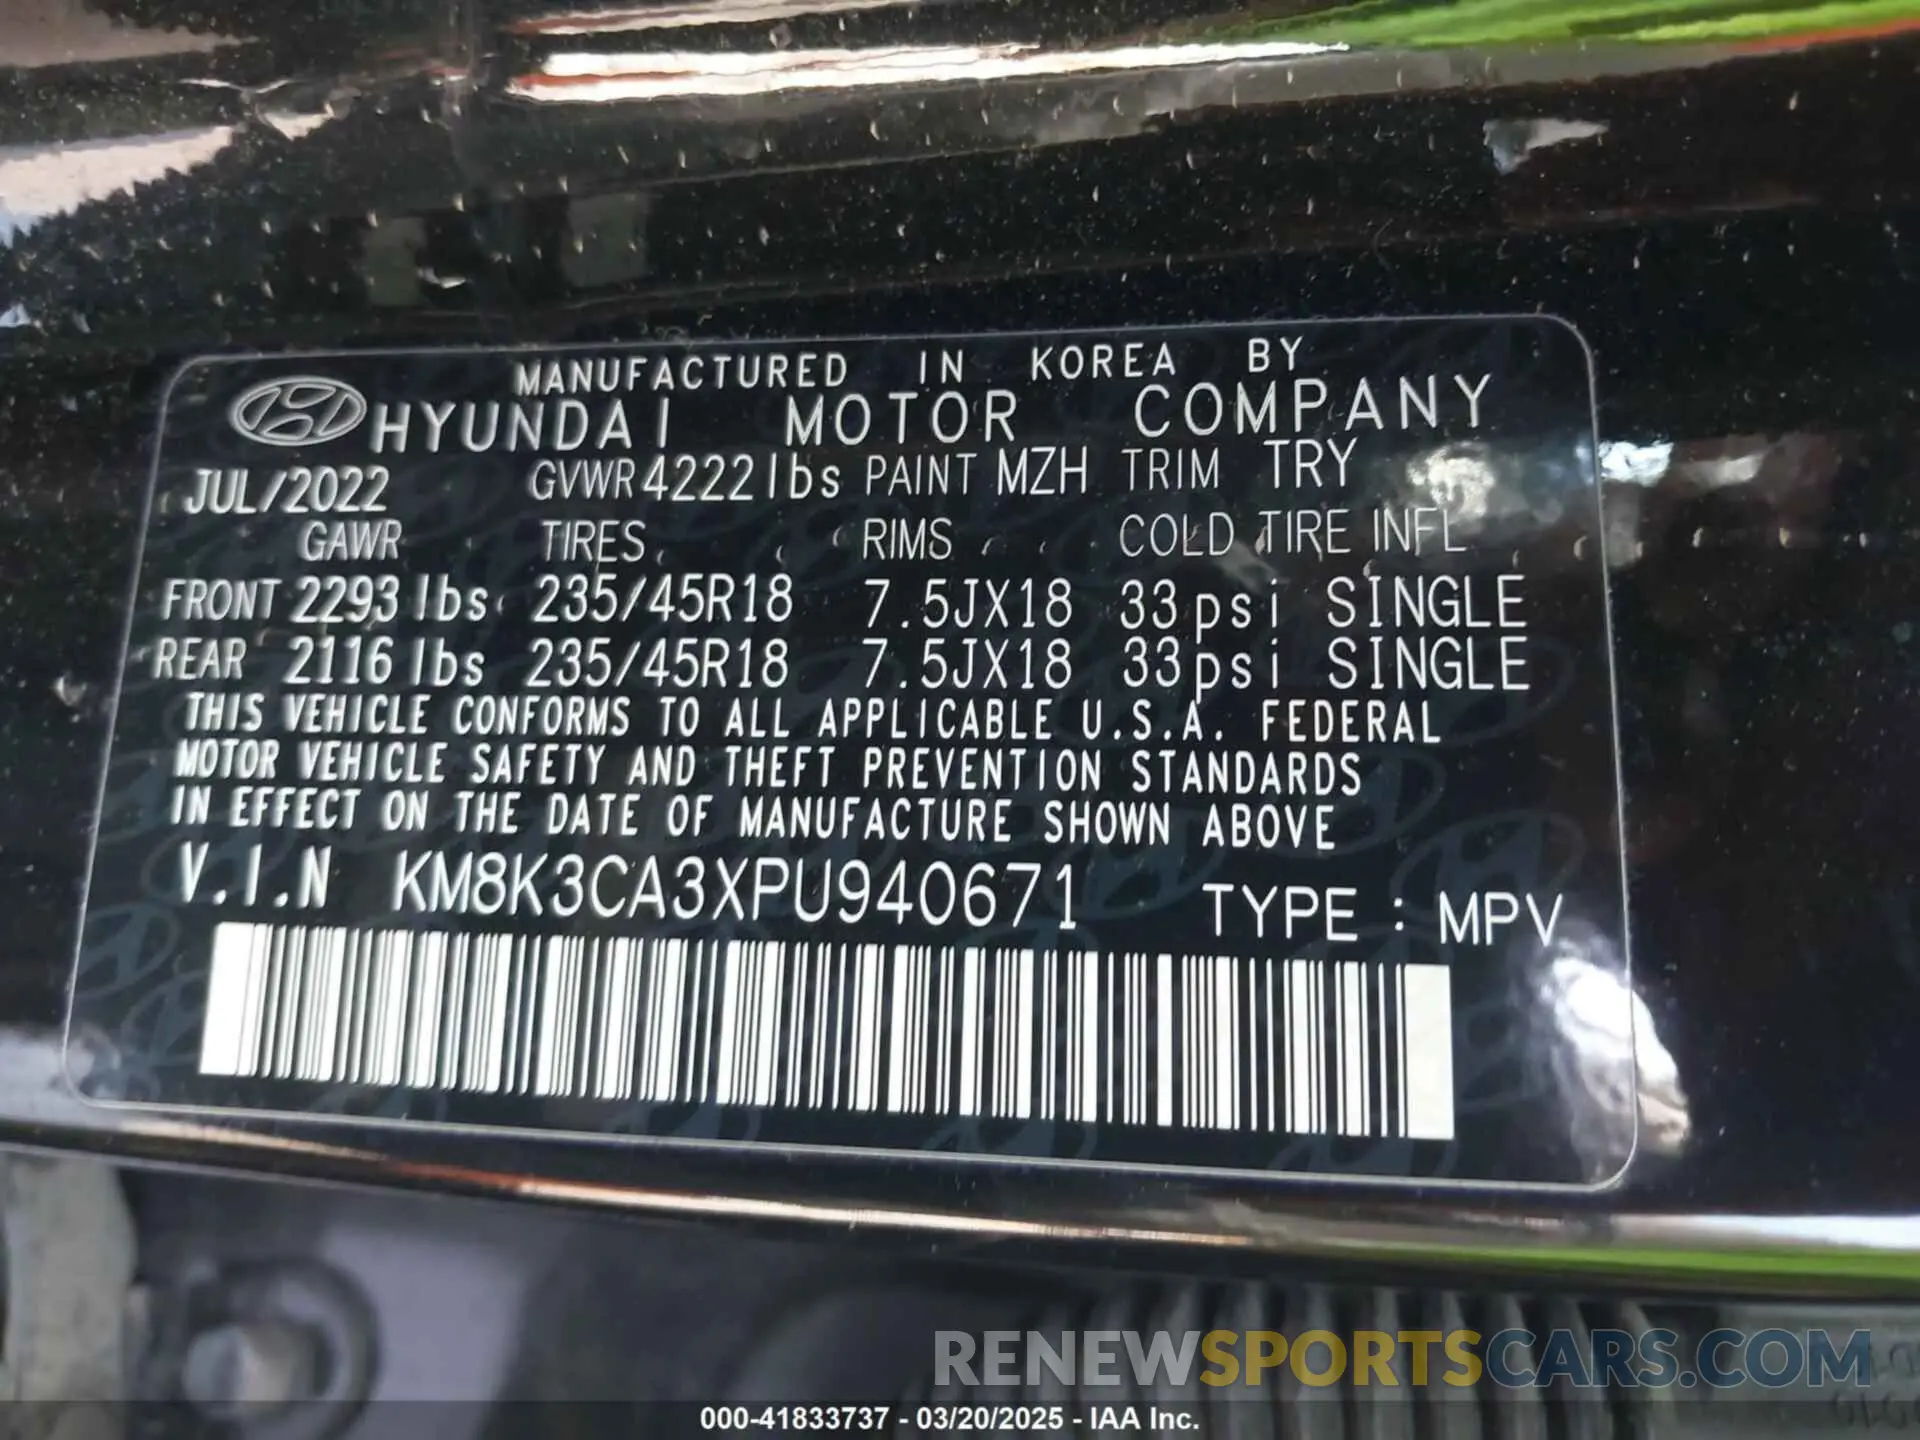 MANUFACTURED IN KOREA BY
HYUNDAI MOTOR COMPANY
JUL/2022 GVWR 4222 lbs PAINT MZH TRIM TRY
GAWR TIRES RIMS COLD TIRE INFL
FRONT 2293 lbs 235/45R18 7.5JX18 33psi SINGLE
REAR 2116 lbs 235/45R18 7.5JX18 33psi SINGLE
THIS VEHICLE CONFORMS TO ALL APPLICABLE U.S.A. FEDERAL
MOTOR VEHICLE SAFETY AND THEFT PREVENTION STANDARDS
IN EFFECT ON THE DATE OF MANUFACTURE SHOWN ABOVE
V.I.N KM8K3CA3XPU940671 TYPE : MPV
RENEWSPORTSCARS.COM
000-41833737 - 03/20/2025 - IAA Inc.